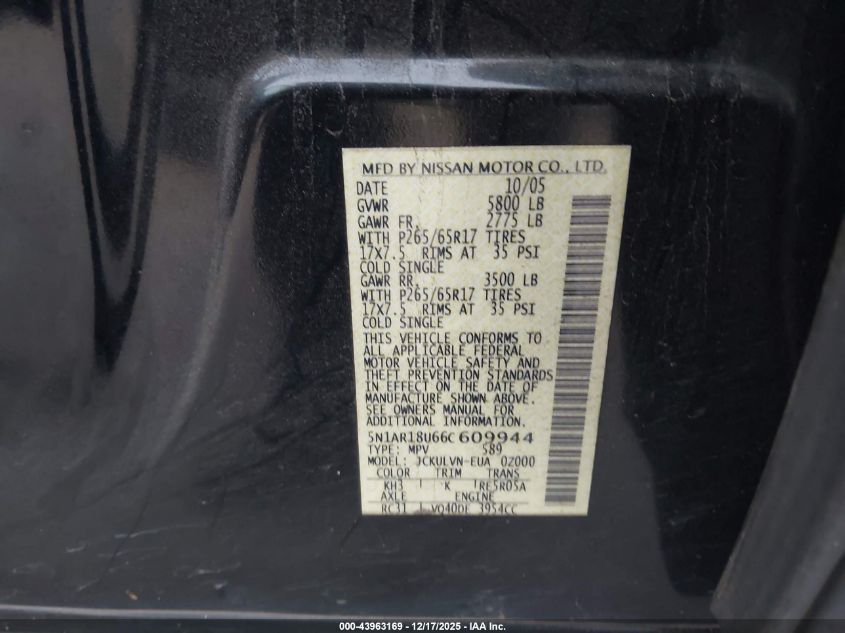 MFD BY NISSAN MOTOR CO., LTD.
DATE 10/05
GVWR 5800 LB
GAWR FR. 2775 LB
WITH P265/65R17 TIRES
17X7.5 RIMS AT 35 PSI
COLD SINGLE
GAWR RR. 3500 LB
WITH P265/65R17 TIRES
17X7.5 RIMS AT 35 PSI
COLD SINGLE
THIS VEHICLE CONFORMS TO
ALL APPLICABLE FEDERAL
MOTOR VEHICLE SAFETY AND
THEFT PREVENTION STANDARDS
IN EFFECT ON THE DATE OF
MANUFACTURE SHOWN ABOVE.
SEE OWNERS MANUAL FOR
ADDITIONAL INFORMATION.
5N1AR18U66C609944
TYPE: MPV 589
MODEL: JCKULVN-EUA 02000
COLOR TRIM TRANS
KH3 K RE5R05A
AXLE ENGINE
RC31 VQ40DE 3954CC
000-43963169 - 12/17/2025 - IAA Inc.